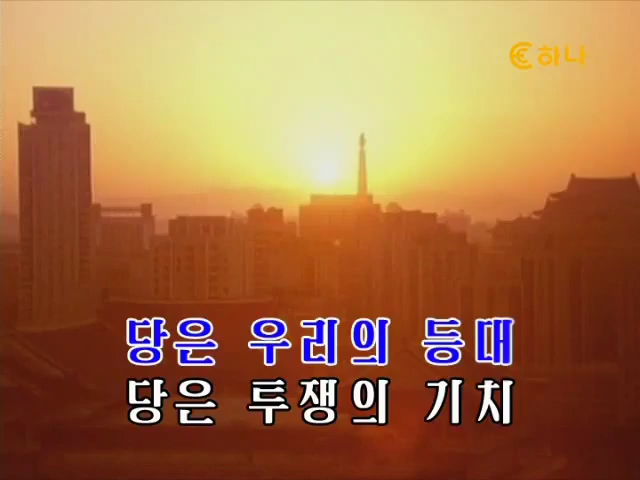 하나
당은 우리의 등대
당은 투쟁의 기치